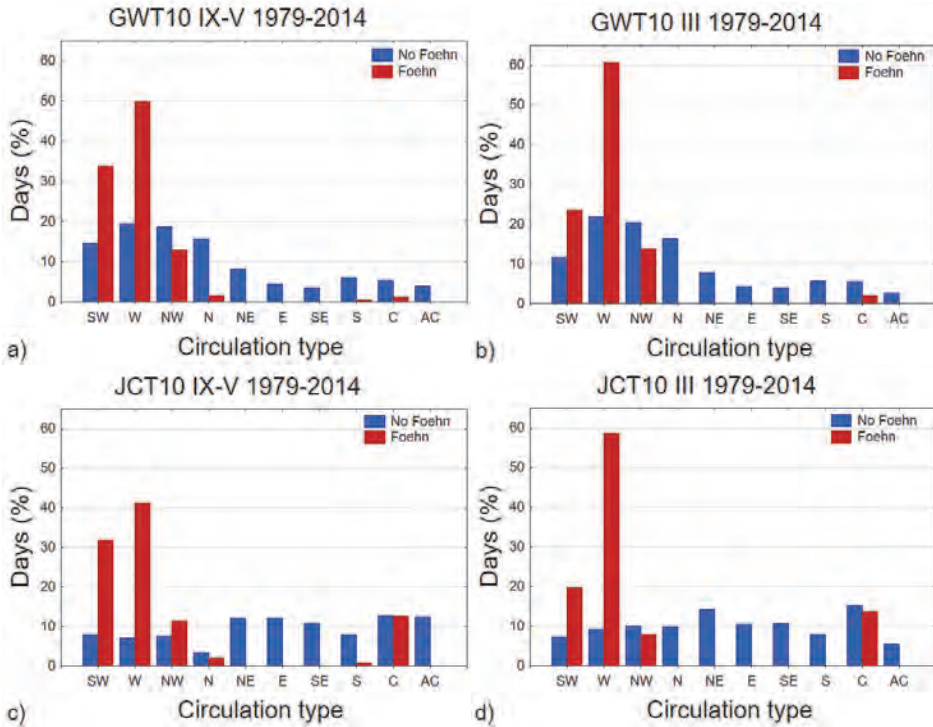 GWT10 IX-V 1979-2014
Days (%)
60
50
40
30
20
10
0
No Foehn
Foehn
SW W NW N NE E SE S C AC
a)
Circulation type
GWT10 III 1979-2014
Days (%)
60
50
40
30
20
10
0
No Foehn
Foehn
SW W NW N NE E SE S C AC
b)
Circulation type
JCT10 IX-V 1979-2014
Days (%)
60
50
40
30
20
10
0
No Foehn
Foehn
SW W NW N NE E SE S C AC
c)
Circulation type
JCT10 III 1979-2014
Days (%)
60
50
40
30
20
10
0
No Foehn
Foehn
SW W NW N NE E SE S C AC
d)
Circulation type